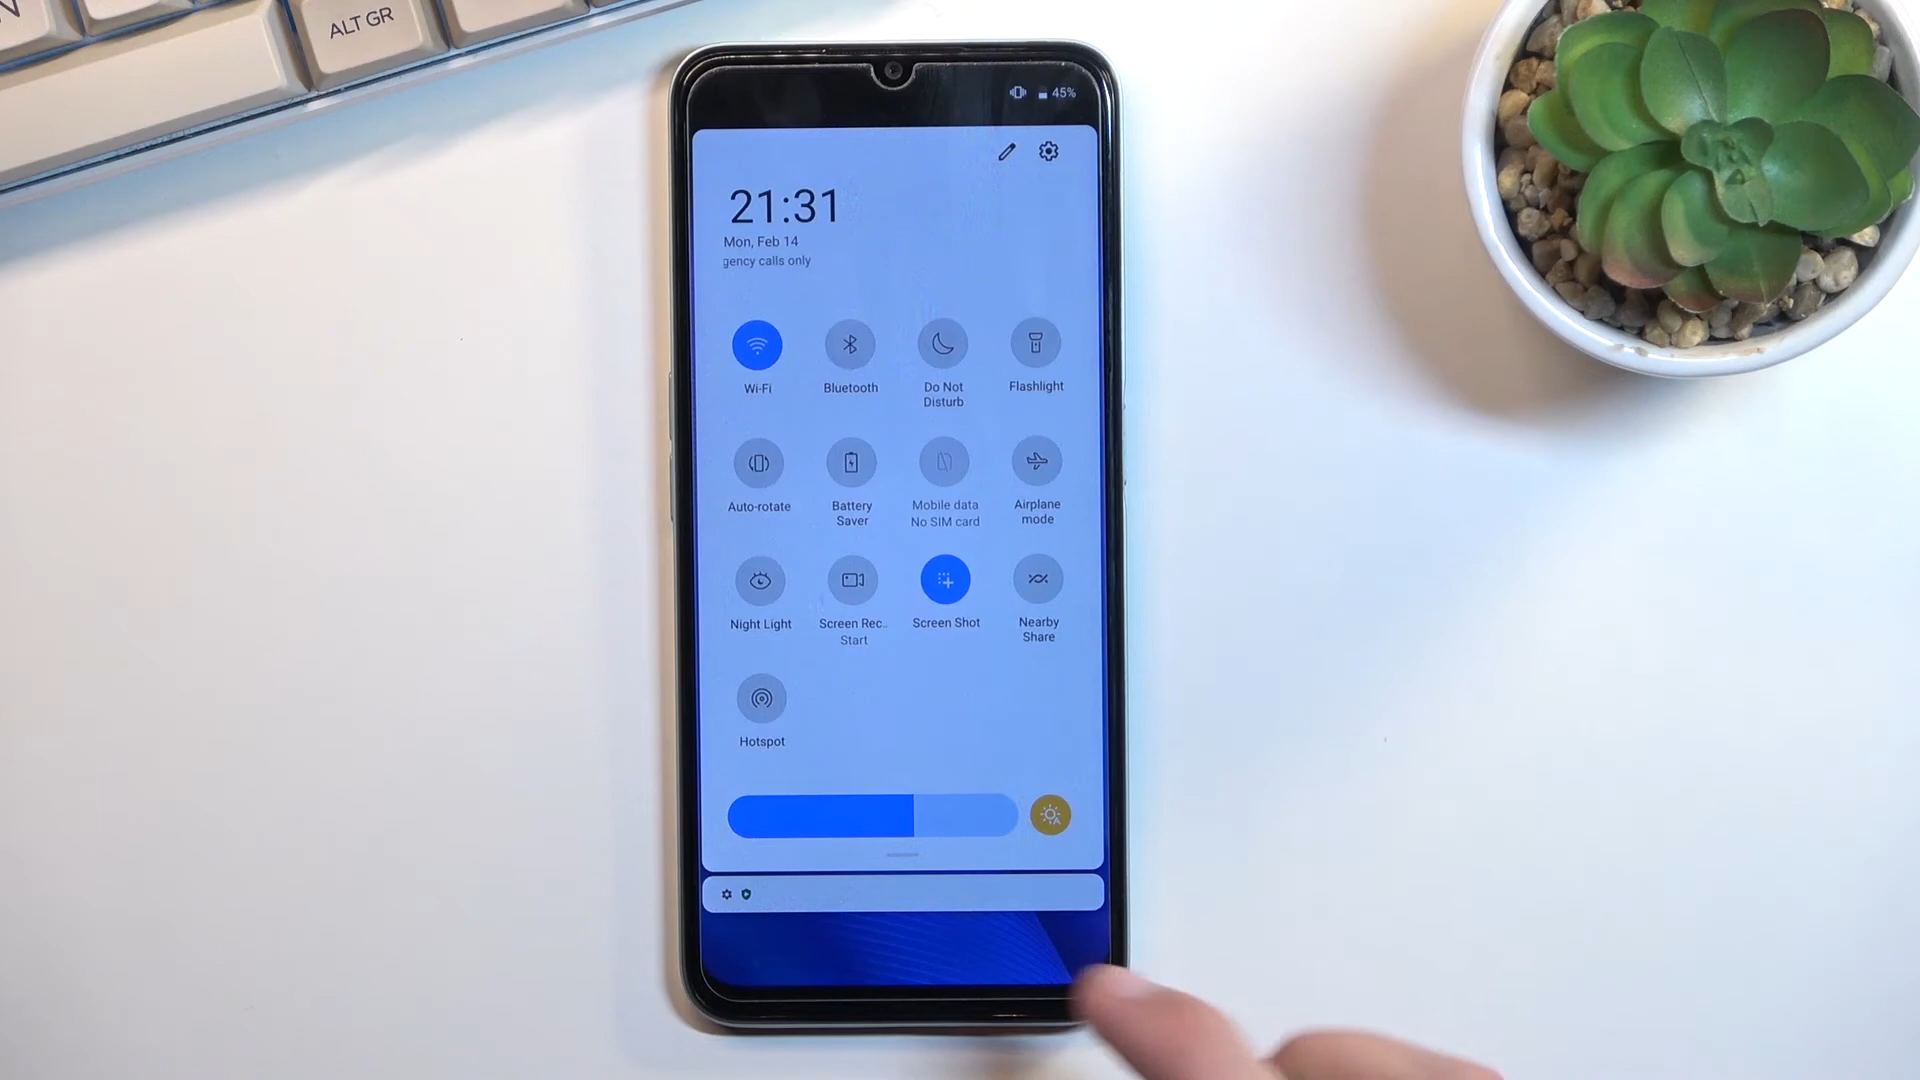 ALT GR
45%
21:31
Mon, Feb 14
gency calls only
Wi-Fi
Bluetooth
Do Not
Disturb
Flashlight
Auto-rotate
Battery
Saver
Mobile data
No SIM card
Airplane
mode
Night Light
Screen Rec..
Start
Screen Shot
Nearby
Share
Hotspot